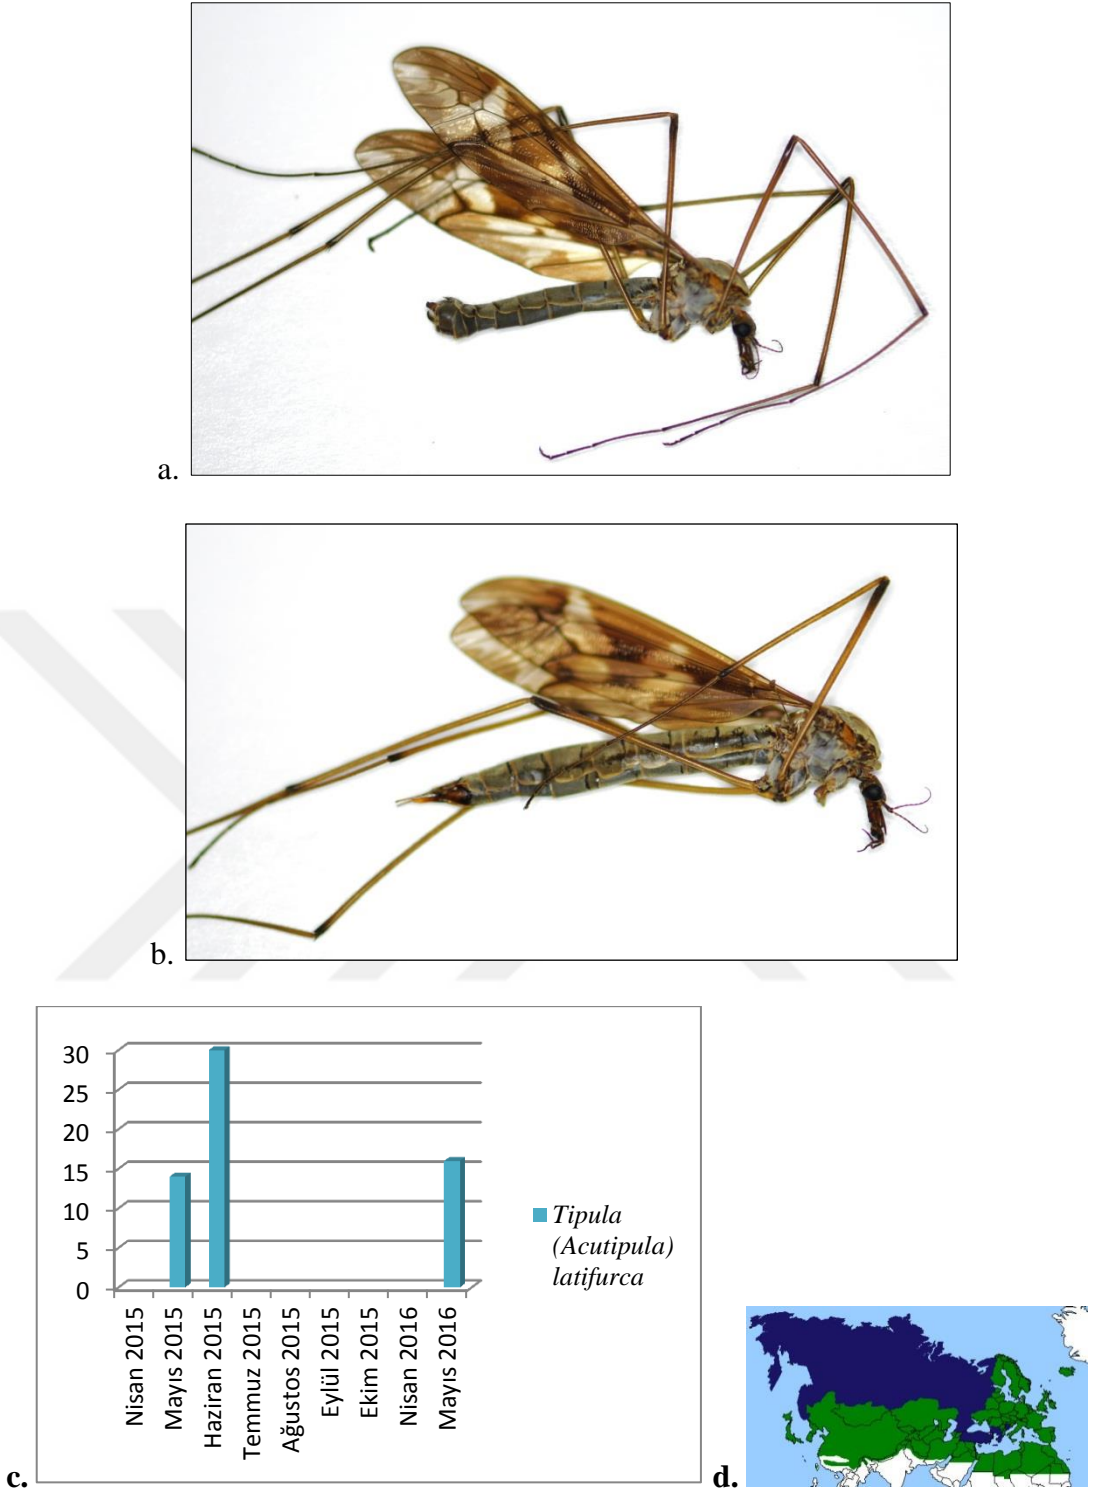 a.
b.
30
25
20
15
10
5
0
Nisan 2015
Mayıs 2015
Haziran 2015
Temmuz 2015
Ağustos 2015
Eylül 2015
Ekim 2015
Nisan 2016
Mayıs 2016
Tipula
(Acutipula)
latifurca
c.
d.